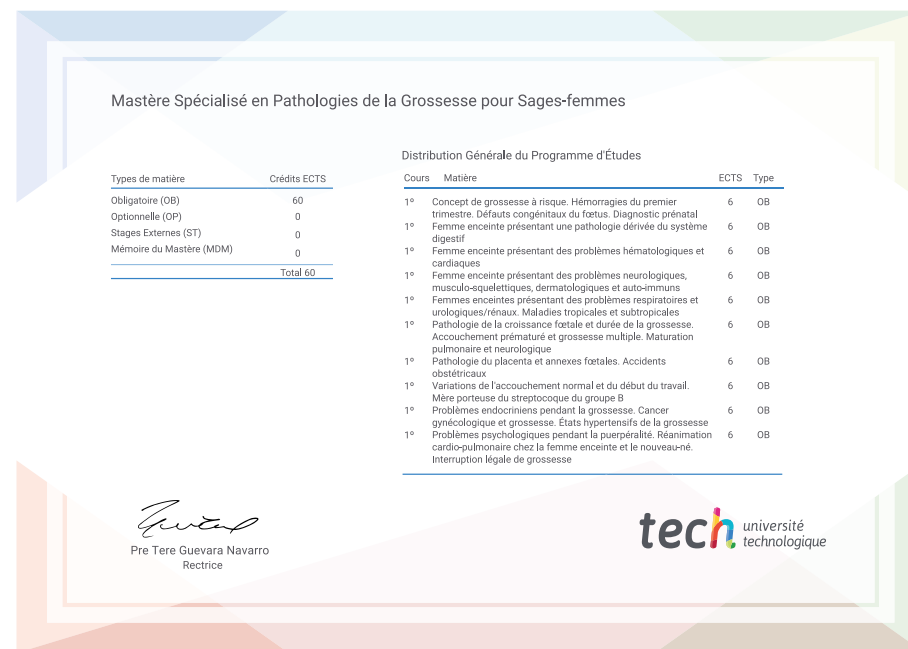 Mastère Spécialisé en Pathologies de la Grossesse pour Sages-femmes
Types de matière Crédits ECTS
Obligatoire (OB) 60
Optionnelle (OP) 0
Stages Externes (ST) 0
Mémoire du Mastère (MDM) 0
Total 60
Distribution Générale du Programme d'Études
Cours Matière ECTS Type
1º Concept de grossesse à risque. Hémorragies du premier 6 OB
trimestre. Défauts congénitaux du fœtus. Diagnostic prénatal
1º Femme enceinte présentant une pathologie dérivée du système 6 OB
digestif
1º Femme enceinte présentant des problèmes hématologiques et 6 OB
cardiaques
1º Femme enceinte présentant des problèmes neurologiques, 6 OB
musculo-squelettiques, dermatologiques et auto-immuns
1º Femmes enceintes présentant des problèmes respiratoires et 6 OB
urologiques/rénaux. Maladies tropicales et subtropicales
1º Pathologie de la croissance fœtale et durée de la grossesse. 6 OB
Accouchement prématuré et grossesse multiple. Maturation
pulmonaire et neurologique
1º Pathologie du placenta et annexes fœtales. Accidents 6 OB
obstétricaux
1º Variations de l'accouchement normal et du début du travail. 6 OB
Mère porteuse du streptocoque du groupe B
1º Problèmes endocriniens pendant la grossesse. Cancer 6 OB
gynécologique et grossesse. États hypertensifs de la grossesse
1º Problèmes psychologiques pendant la puerpéralité. Réanimation 6 OB
cardio-pulmonaire chez la femme enceinte et le nouveau-né.
Interruption légale de grossesse
Pre Tere Guevara Navarro
Rectrice
tech université
technologique